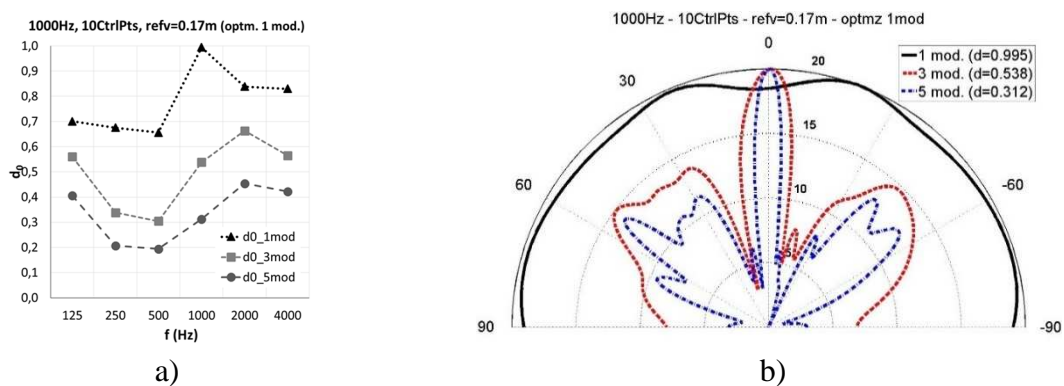 1000Hz, 10CtrlPts, refv=0.17m (optm. 1 mod.)
1,0
0,9
0,8
0,7
0,6
0,5
0,4
0,3
0,2
0,1
0,0
d0
d0_1mod
d0_3mod
d0_5mod
125 250 500 1000 2000 4000
f (Hz)
a)
1000Hz - 10CtrlPts - refv=0.17m - optmz 1mod
0
20
30
15
10
5
60
-60
90
-90
1 mod. (d=0.995)
3 mod. (d=0.538)
5 mod. (d=0.312)
b)